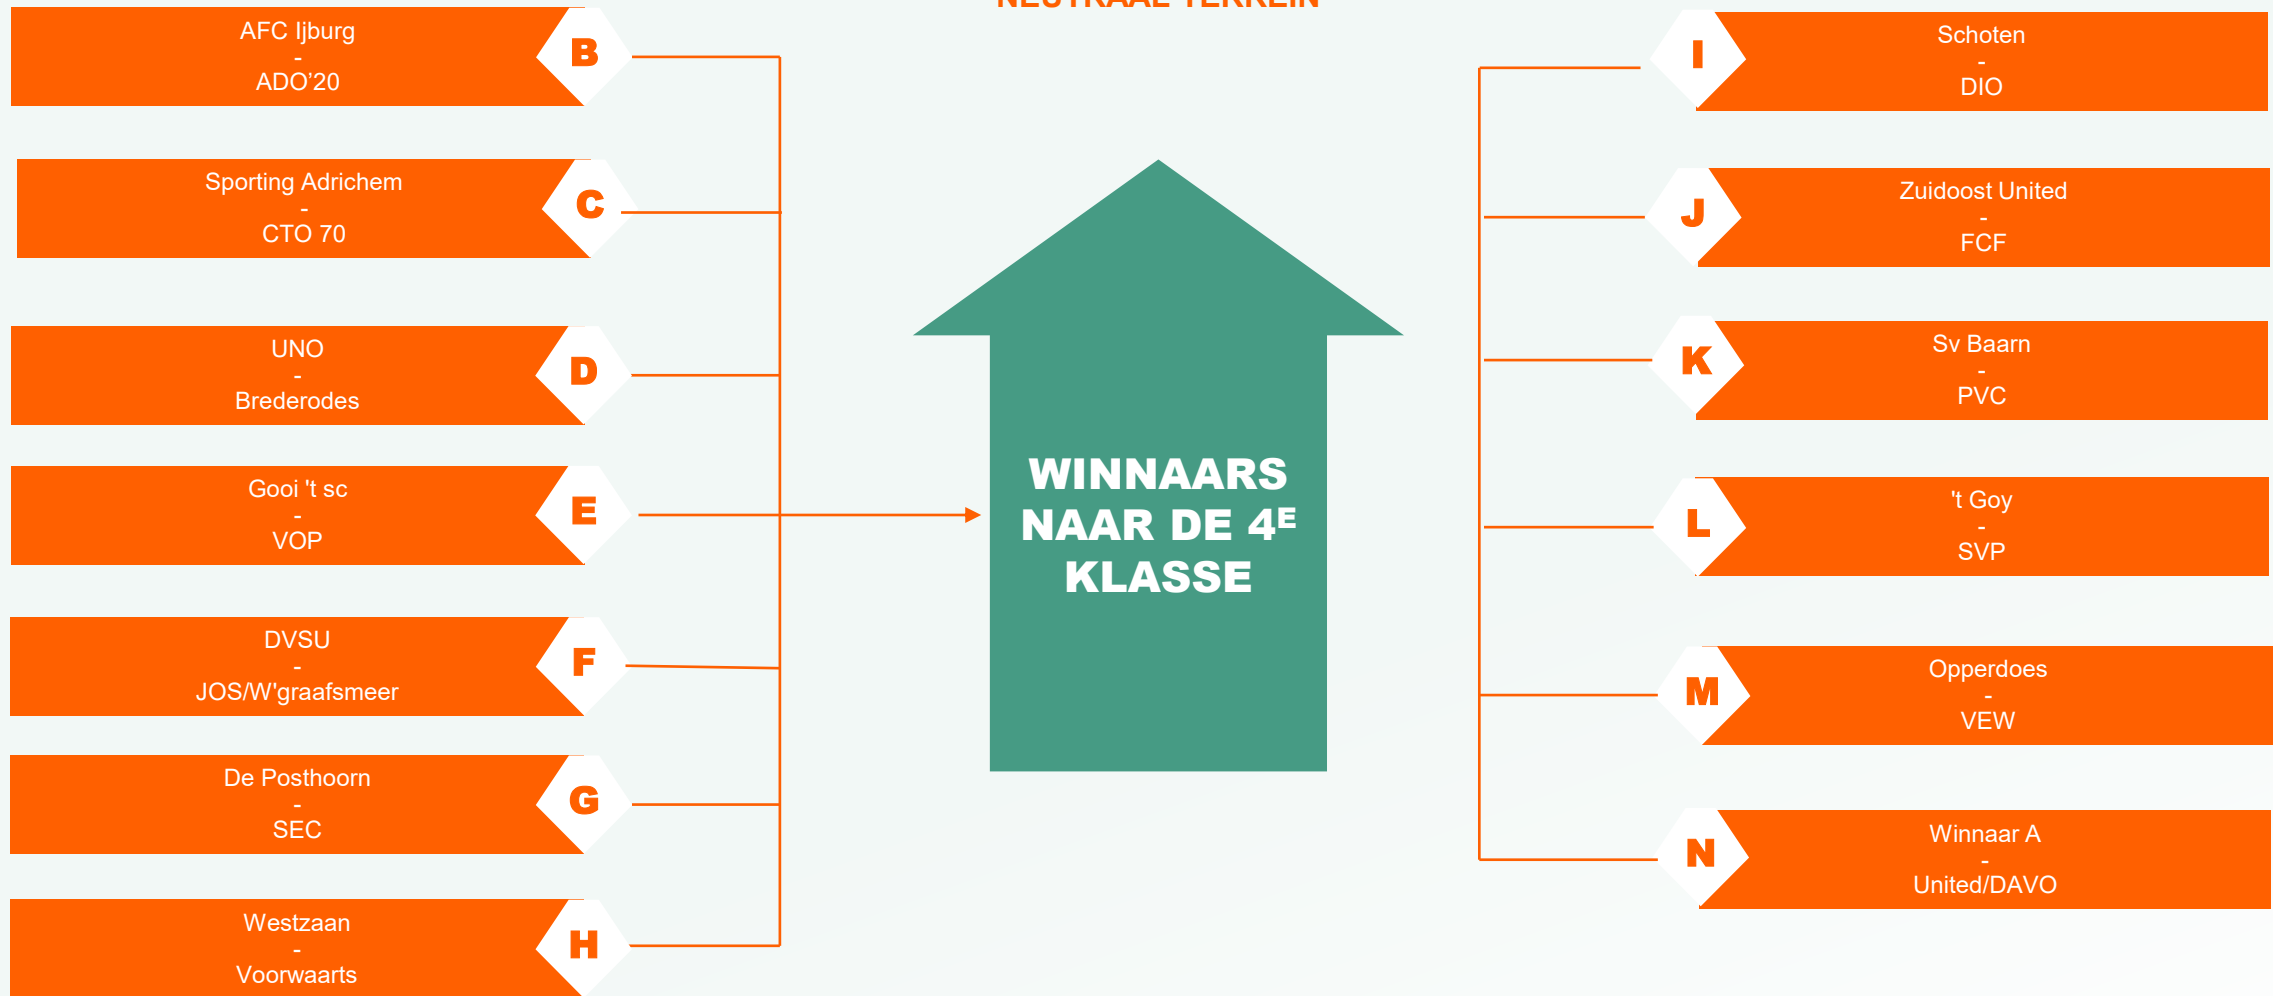 NEUTRAAL TERREIN
AFC Ijburg
-
ADO'20
B
Sporting Adrichem
-
CTO 70
C
UNO
-
Brederodes
D
Gooi 't sc
-
VOP
E
DVSU
-
JOS/W'graafsmeer
F
De Posthoorn
-
SEC
G
Westzaan
-
Voorwaarts
H
WINNAARS
NAAR DE 4E
KLASSE
I
Schoten
-
DIO
J
Zuidoost United
-
FCF
K
Sv Baarn
-
PVC
L
't Goy
-
SVP
M
Opperdoes
-
VEW
N
Winnaar A
-
United/DAVO